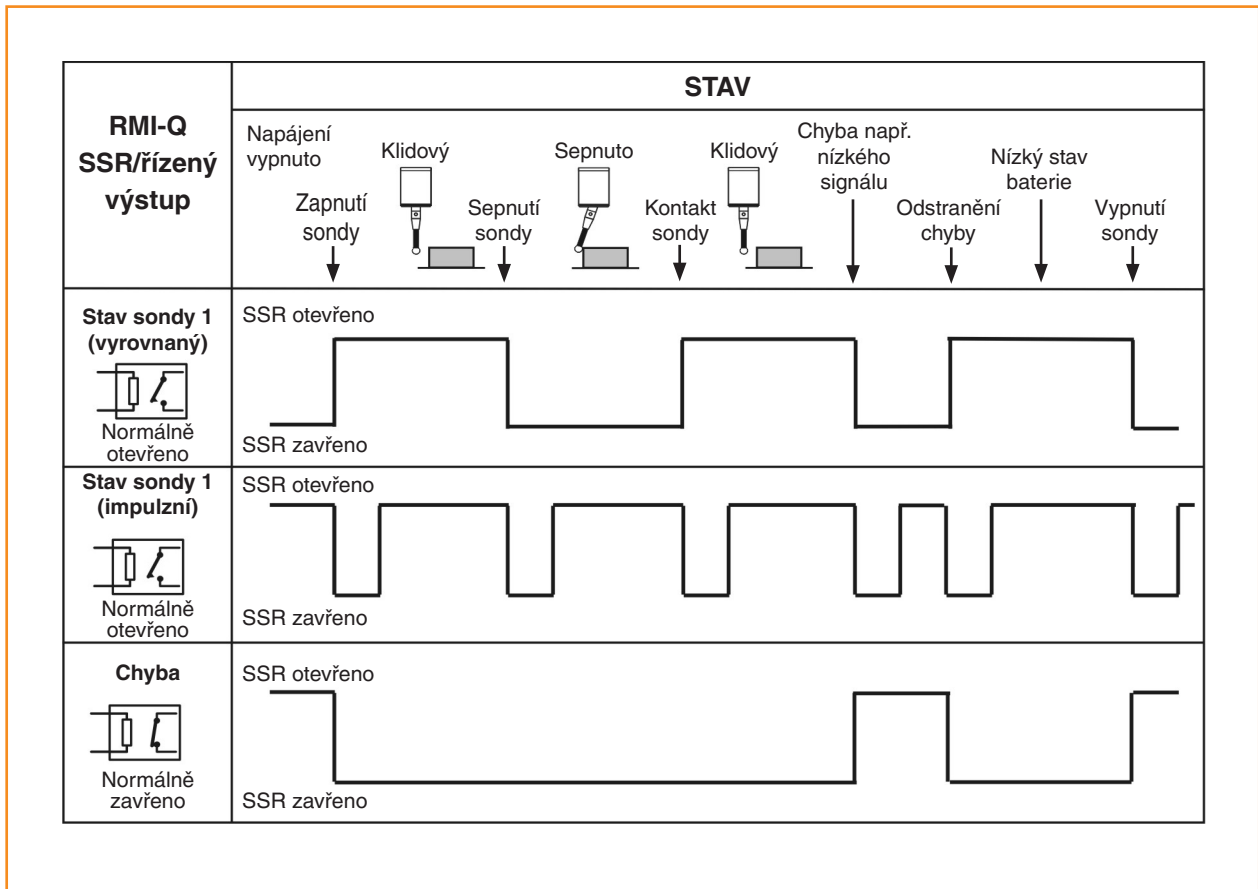 RMI-Q
SSR/řízený
výstup
STAV
Napájení
vypnuto
Zapnutí
sondy
Klidový
Sepnutí
sondy
Sepnuto
Kontakt
sondy
Klidový
Chyba např.
nízkého
signálu
Odstranění
chyby
Nízký stav
baterie
Vypnutí
sondy
Stav sondy 1
(vyrovnaný)
Normálně
otevřeno
SSR otevřeno
SSR zavřeno
Stav sondy 1
(impulzní)
Normálně
otevřeno
SSR otevřeno
SSR zavřeno
Chyba
Normálně
zavřeno
SSR otevřeno
SSR zavřeno